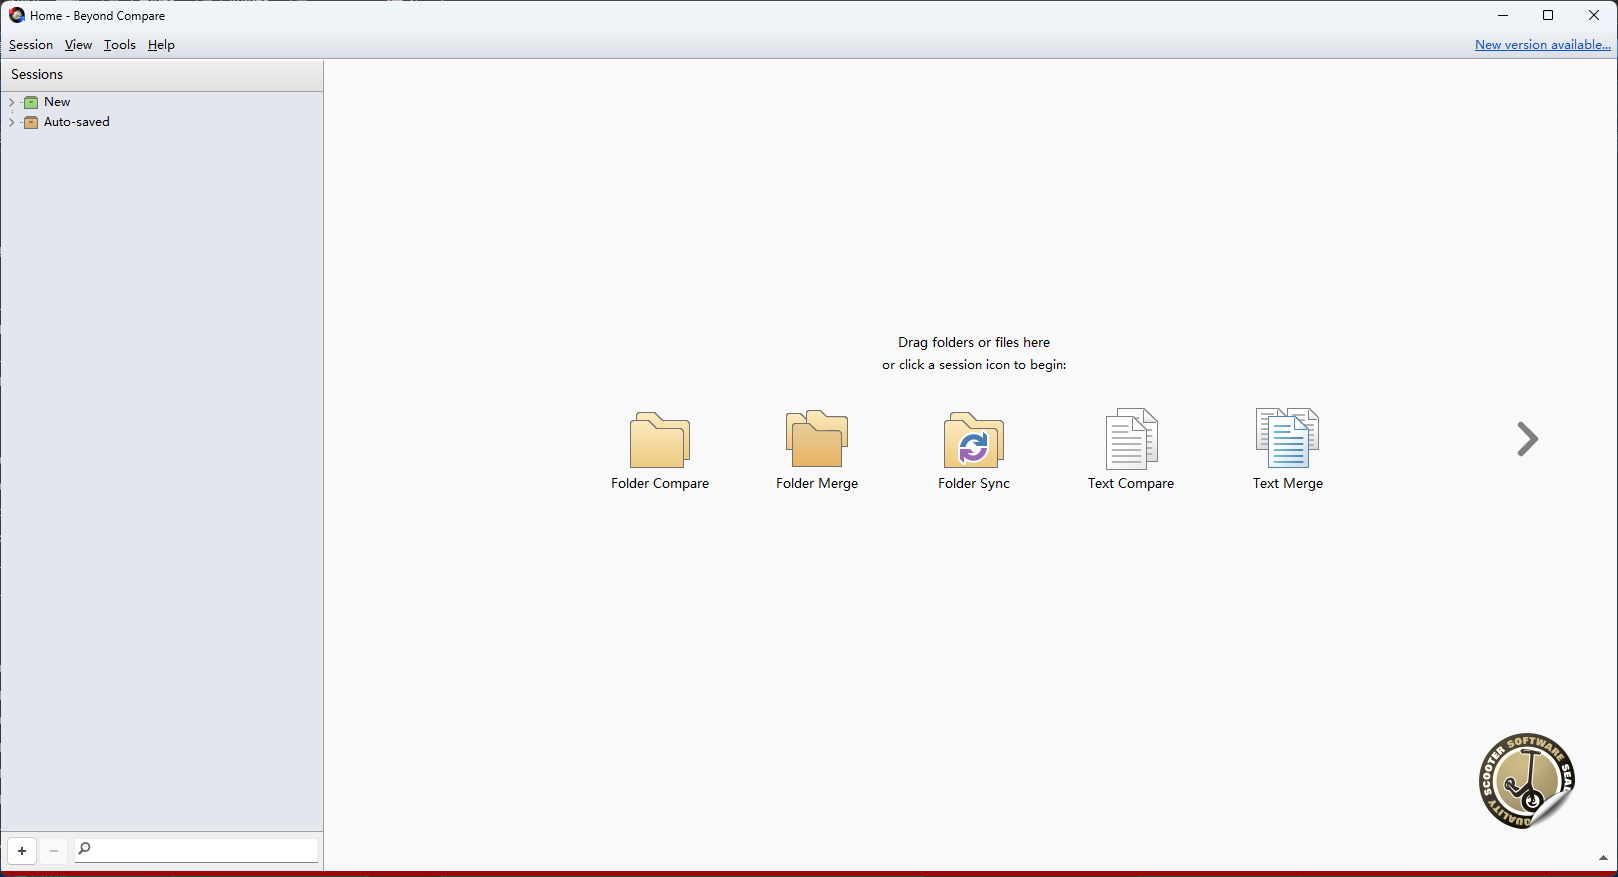 Home - Beyond Compare
Session View Tools Help
New version available...
Sessions
New
Auto-saved
Drag folders or files here
or click a session icon to begin:
Folder Compare
Folder Merge
Folder Sync
Text Compare
Text Merge
SCOOTER SOFTWARE SEAL
QUALITY